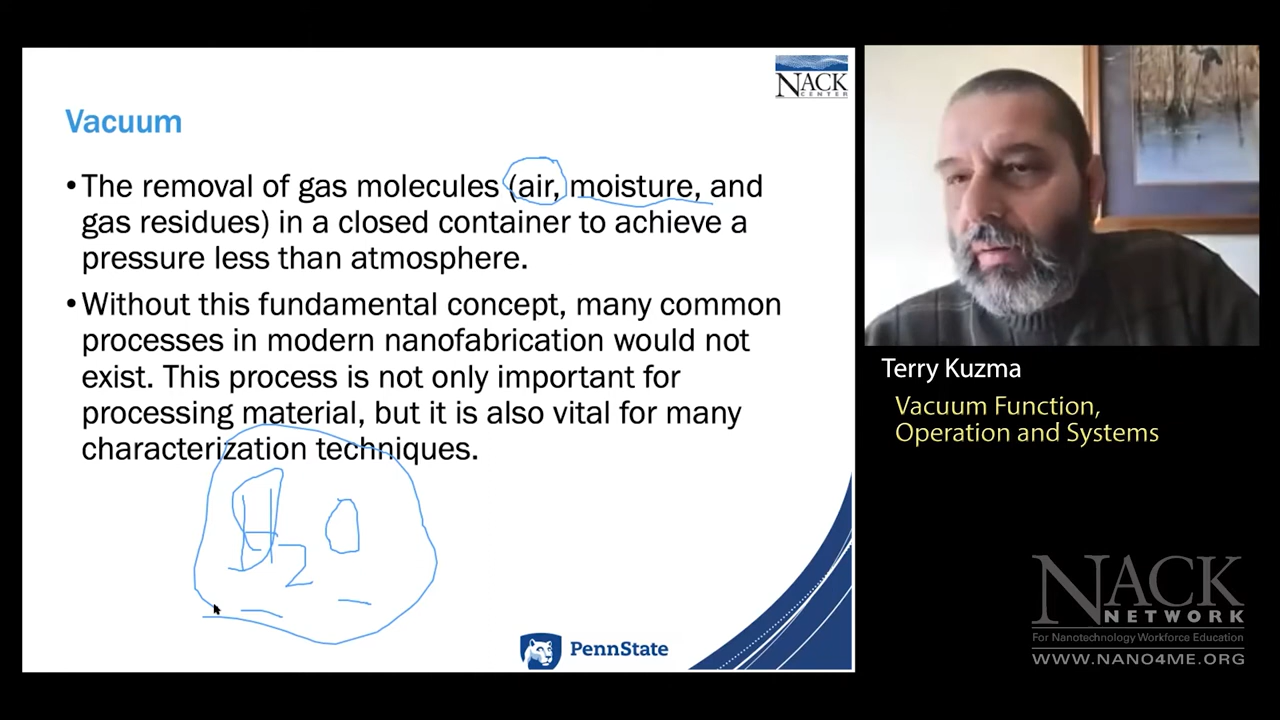 NACK
CENTER
Vacuum
• The removal of gas molecules (air, moisture, and
gas residues) in a closed container to achieve a
pressure less than atmosphere.
• Without this fundamental concept, many common
processes in modern nanofabrication would not
exist. This process is not only important for
processing material, but it is also vital for many
characterization techniques.
H2O
PennState
Terry Kuzma
Vacuum Function,
Operation and Systems
NACK
NETWORK
For Nanotechnology Workforce Education
WWW.NANO4ME.ORG